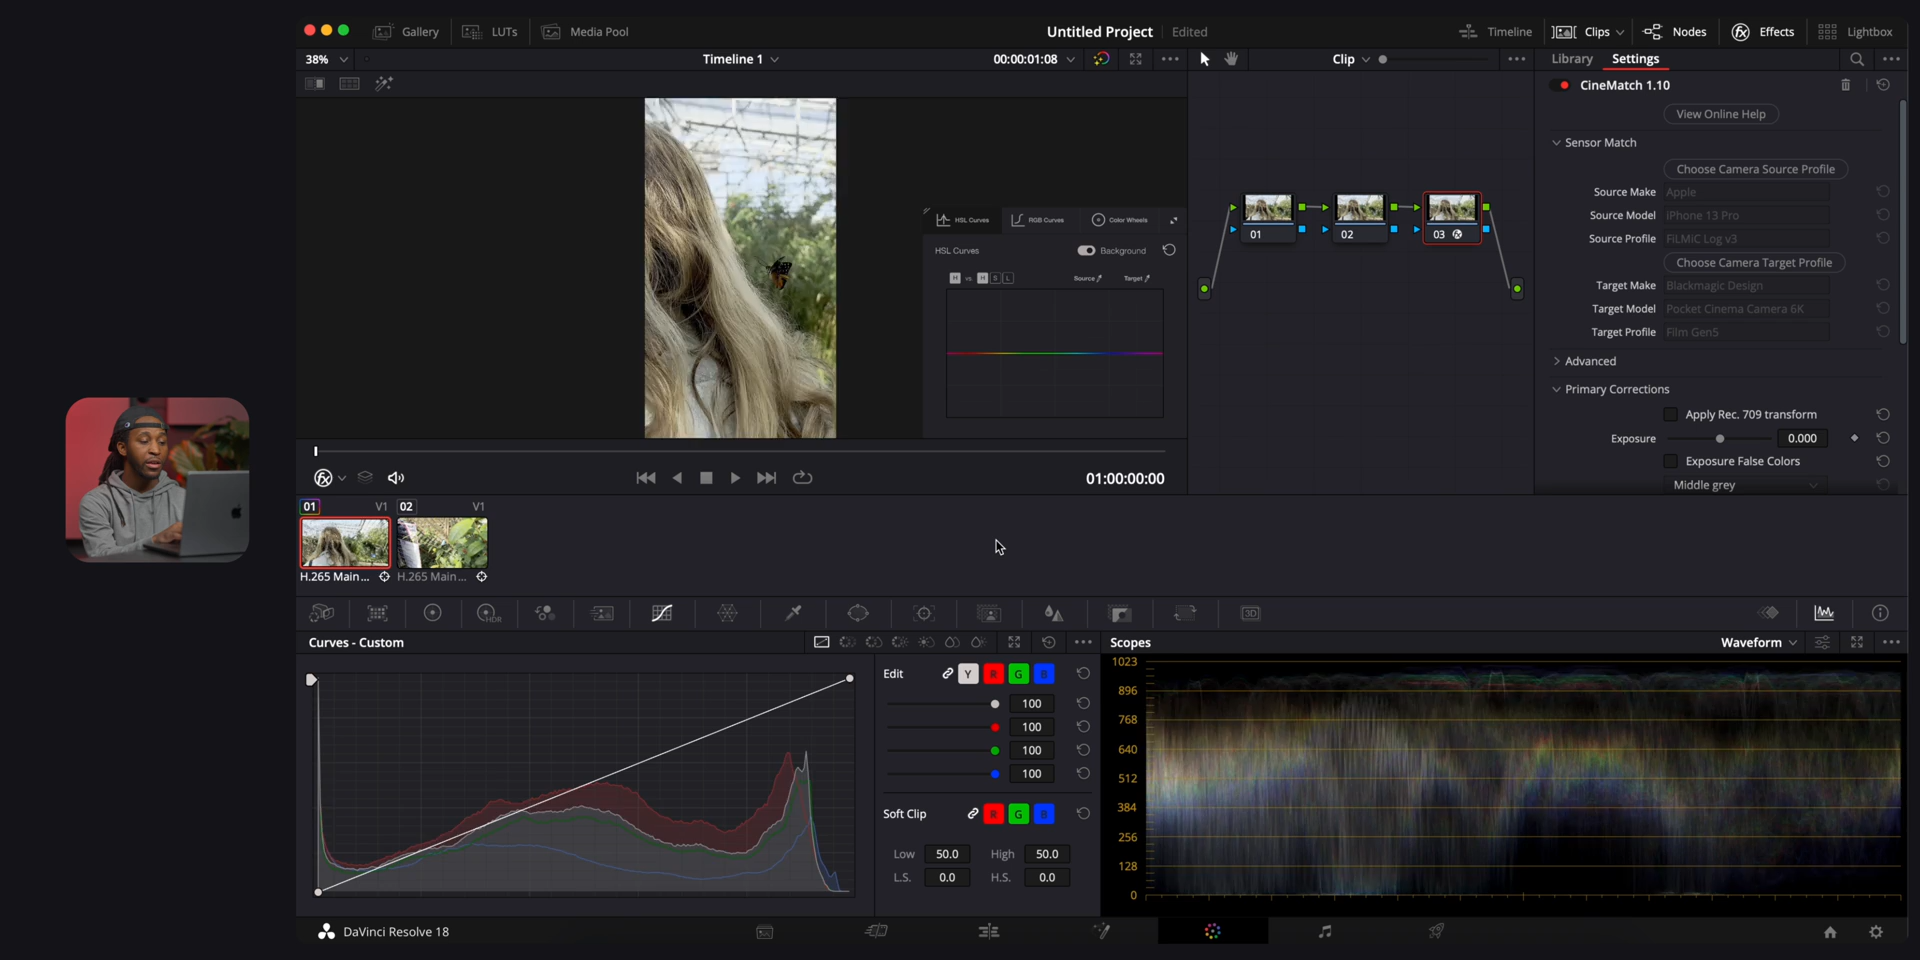 Gallery LUTs Media Pool Untitled Project Edited Timeline Clips Nodes Effects Lightbox
38% Timeline 1 00:00:01:08 Clip Library Settings
CineMatch 1.10
View Online Help
Sensor Match
Choose Camera Source Profile
Source Make Apple
Source Model iPhone 13 Pro
Source Profile FiLMiC Log v3
Choose Camera Target Profile
Target Make Blackmagic Design
Target Model Pocket Cinema Camera 6K
Target Profile Film Gen5
Advanced
Primary Corrections
Apply Rec. 709 transform
Exposure 0.000
Exposure False Colors
Middle grey
HSL Curves RGB Curves Color Wheels
HSL Curves Background
H vs H S L Source Target
01 02 03
01:00:00:00
01 V1 02 V1
H.265 Main... H.265 Main...
HDR 3D
Curves - Custom
Edit Y R G B
100
100
100
100
Soft Clip R G B
Low 50.0 High 50.0
L.S. 0.0 H.S. 0.0
Scopes Waveform
1023
896
768
640
512
384
256
128
0
DaVinci Resolve 18